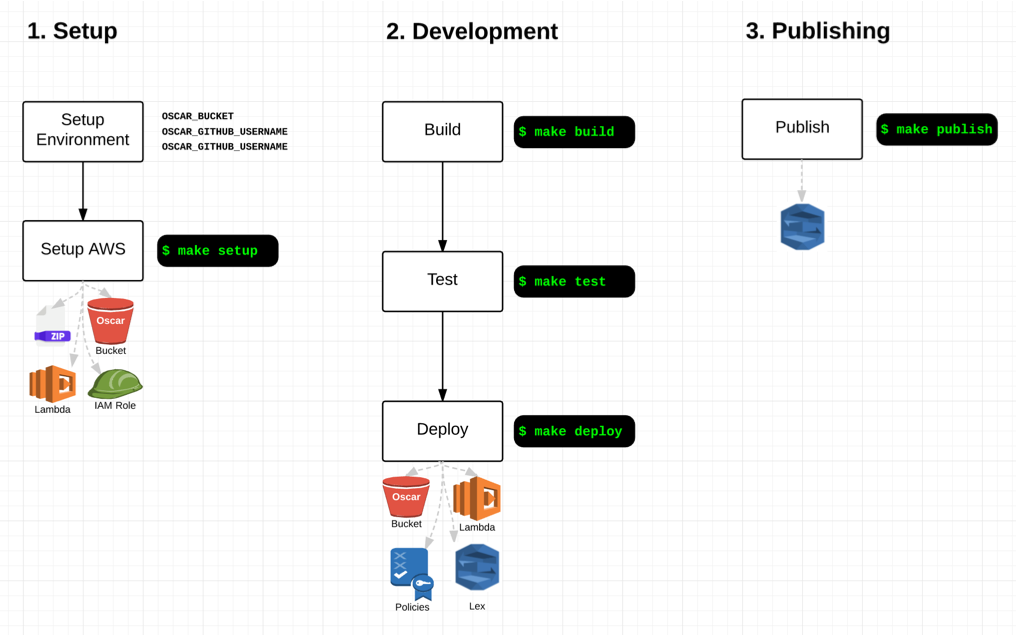 1. Setup
Setup
Environment
OSCAR_BUCKET
OSCAR_GITHUB_USERNAME
OSCAR_GITHUB_USERNAME
Setup AWS
$ make setup
ZIP
Oscar
Bucket
Lambda
IAM Role
2. Development
Build
$ make build
Test
$ make test
Deploy
$ make deploy
Oscar
Bucket
Lambda
Policies
Lex
3. Publishing
Publish
$ make publish